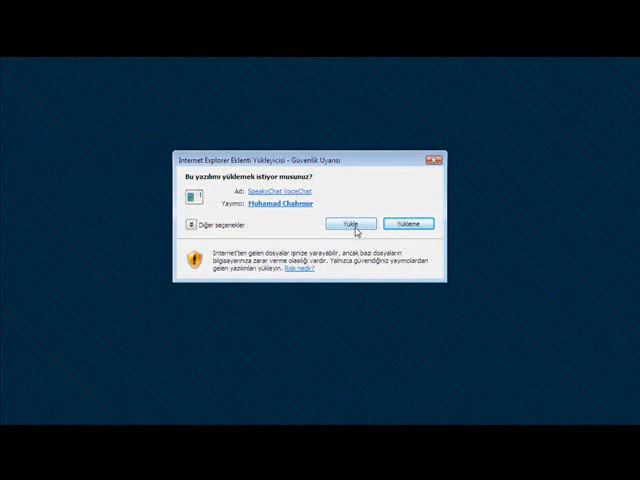 Internet Explorer Eklenti Yükleyicisi - Güvenlik Uyarısı
Bu yazılımı yüklemek istiyor musunuz?
Ad: SpeakyChat VoiceChat
Yayımcı: Mohamad Chahrour
Diğer seçenekler
Yükle
Yükleme
Internet'ten gelen dosyalar işinize yarayabilir, ancak bazı dosyaların
bilgisayarınıza zarar verme olasılığı vardır. Yalnızca güvendiğiniz yayımcılardan
gelen yazılımları yükleyin. Risk nedir?